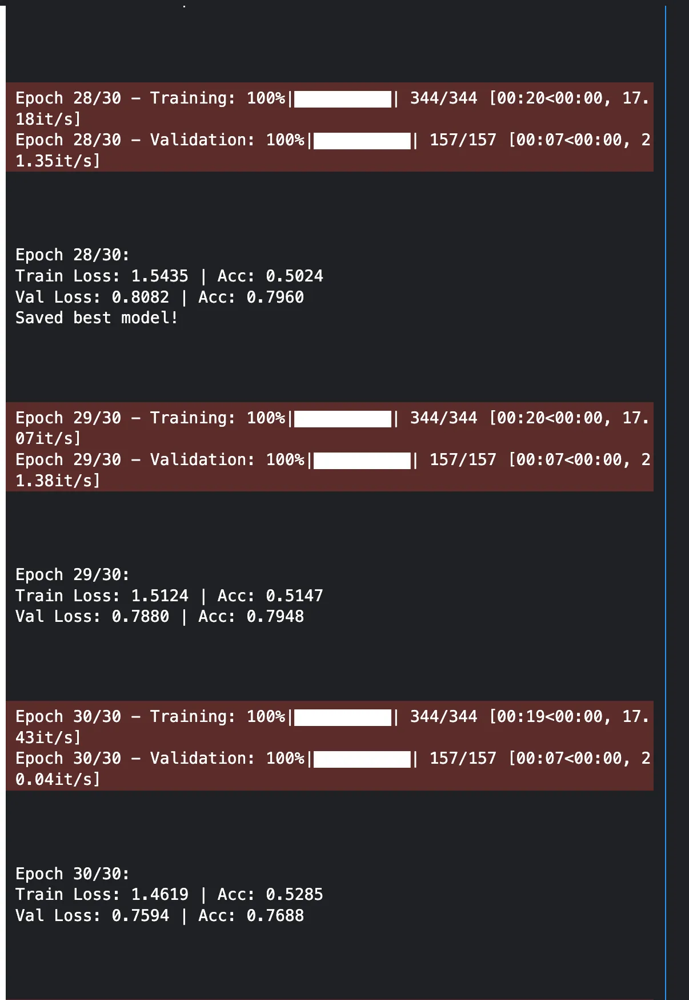 Epoch 28/30 – Training: 100%|██████████| 344/344 [00:20<00:00, 17.
18it/s]
Epoch 28/30 – Validation: 100%|██████████| 157/157 [00:07<00:00, 2
1.35it/s]
Epoch 28/30:
Train Loss: 1.5435 | Acc: 0.5024
Val Loss: 0.8082 | Acc: 0.7960
Saved best model!
Epoch 29/30 – Training: 100%|██████████| 344/344 [00:20<00:00, 17.
07it/s]
Epoch 29/30 – Validation: 100%|██████████| 157/157 [00:07<00:00, 2
1.38it/s]
Epoch 29/30:
Train Loss: 1.5124 | Acc: 0.5147
Val Loss: 0.7880 | Acc: 0.7948
Epoch 30/30 – Training: 100%|██████████| 344/344 [00:19<00:00, 17.
43it/s]
Epoch 30/30 – Validation: 100%|██████████| 157/157 [00:07<00:00, 2
0.04it/s]
Epoch 30/30:
Train Loss: 1.4619 | Acc: 0.5285
Val Loss: 0.7594 | Acc: 0.7688